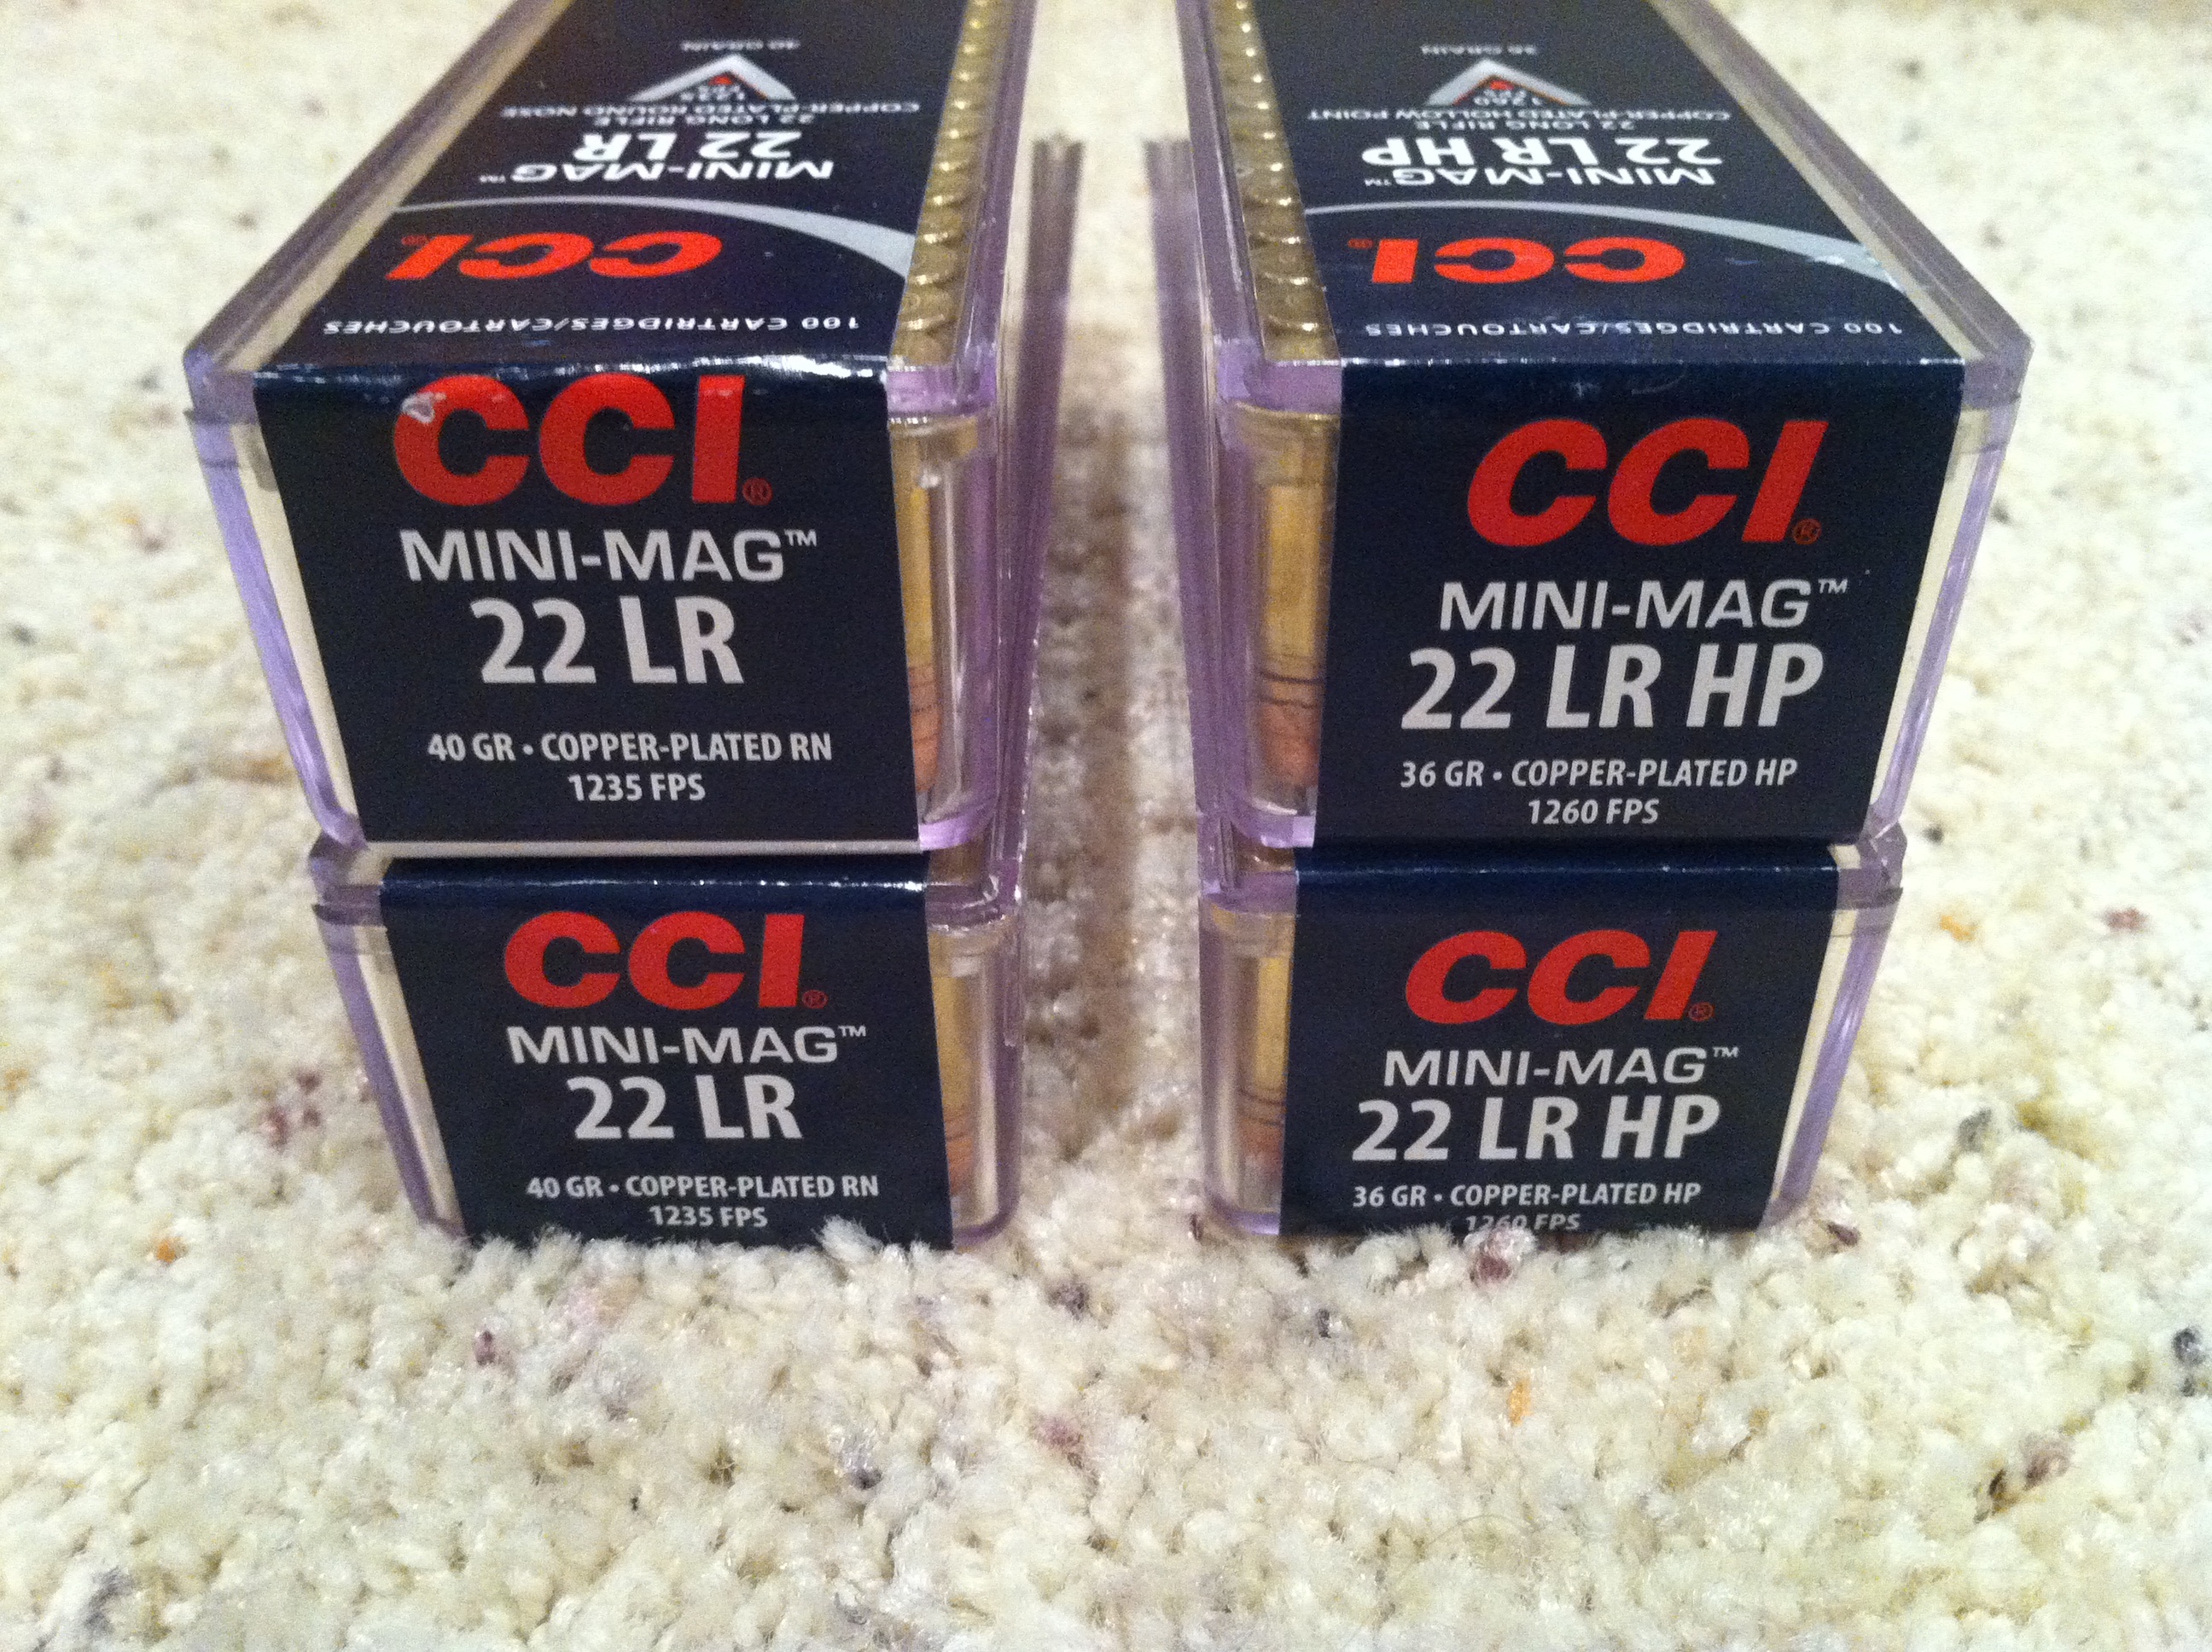 40 GRAIN
1235
FPS
COPPER-PLATED ROUND NOSE
22 LONG RIFLE
22 LR
MINI-MAG™
CCI®
100 CARTRIDGES/CARTOUCHES
CCI®
MINI-MAG™
22 LR
40 GR • COPPER-PLATED RN
1235 FPS
CCI®
MINI-MAG™
22 LR
40 GR • COPPER-PLATED RN
1235 FPS
36 GRAIN
1260
FPS
COPPER-PLATED HOLLOW POINT
22 LONG RIFLE
22 LR HP
MINI-MAG™
CCI®
100 CARTRIDGES/CARTOUCHES
CCI®
MINI-MAG™
22 LR HP
36 GR • COPPER-PLATED HP
1260 FPS
CCI®
MINI-MAG™
22 LR HP
36 GR • COPPER-PLATED HP
1260 FPS